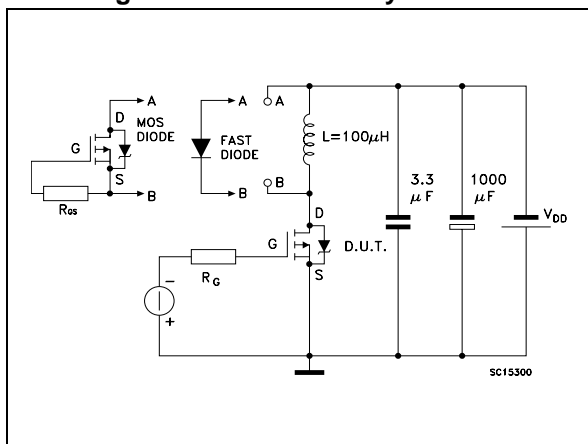 A
D
MOS
DIODE
G
S
B
RGS
A
FAST
DIODE
B
A
L=100μH
B
D
G
D.U.T.
S
RG
-
+
3.3
μF
1000
μF
VDD
SC15300